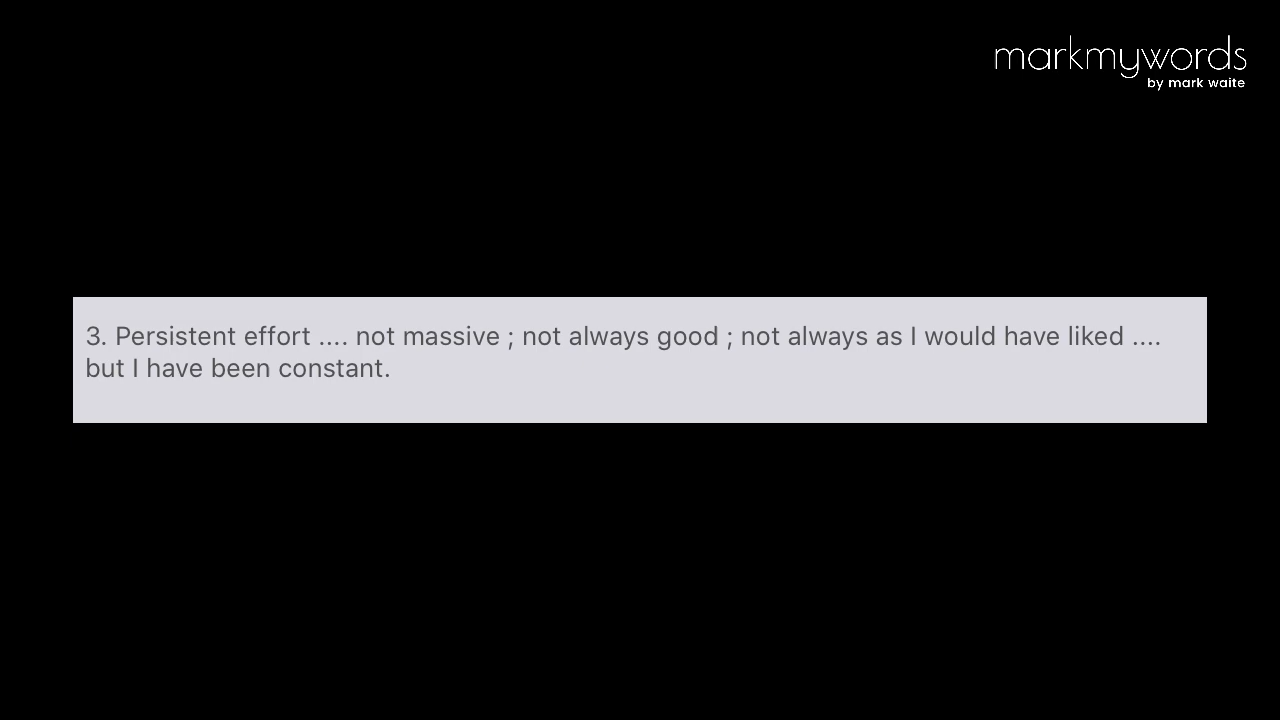 markmywords
by mark waite
3. Persistent effort .... not massive ; not always good ; not always as I would have liked ....
but I have been constant.